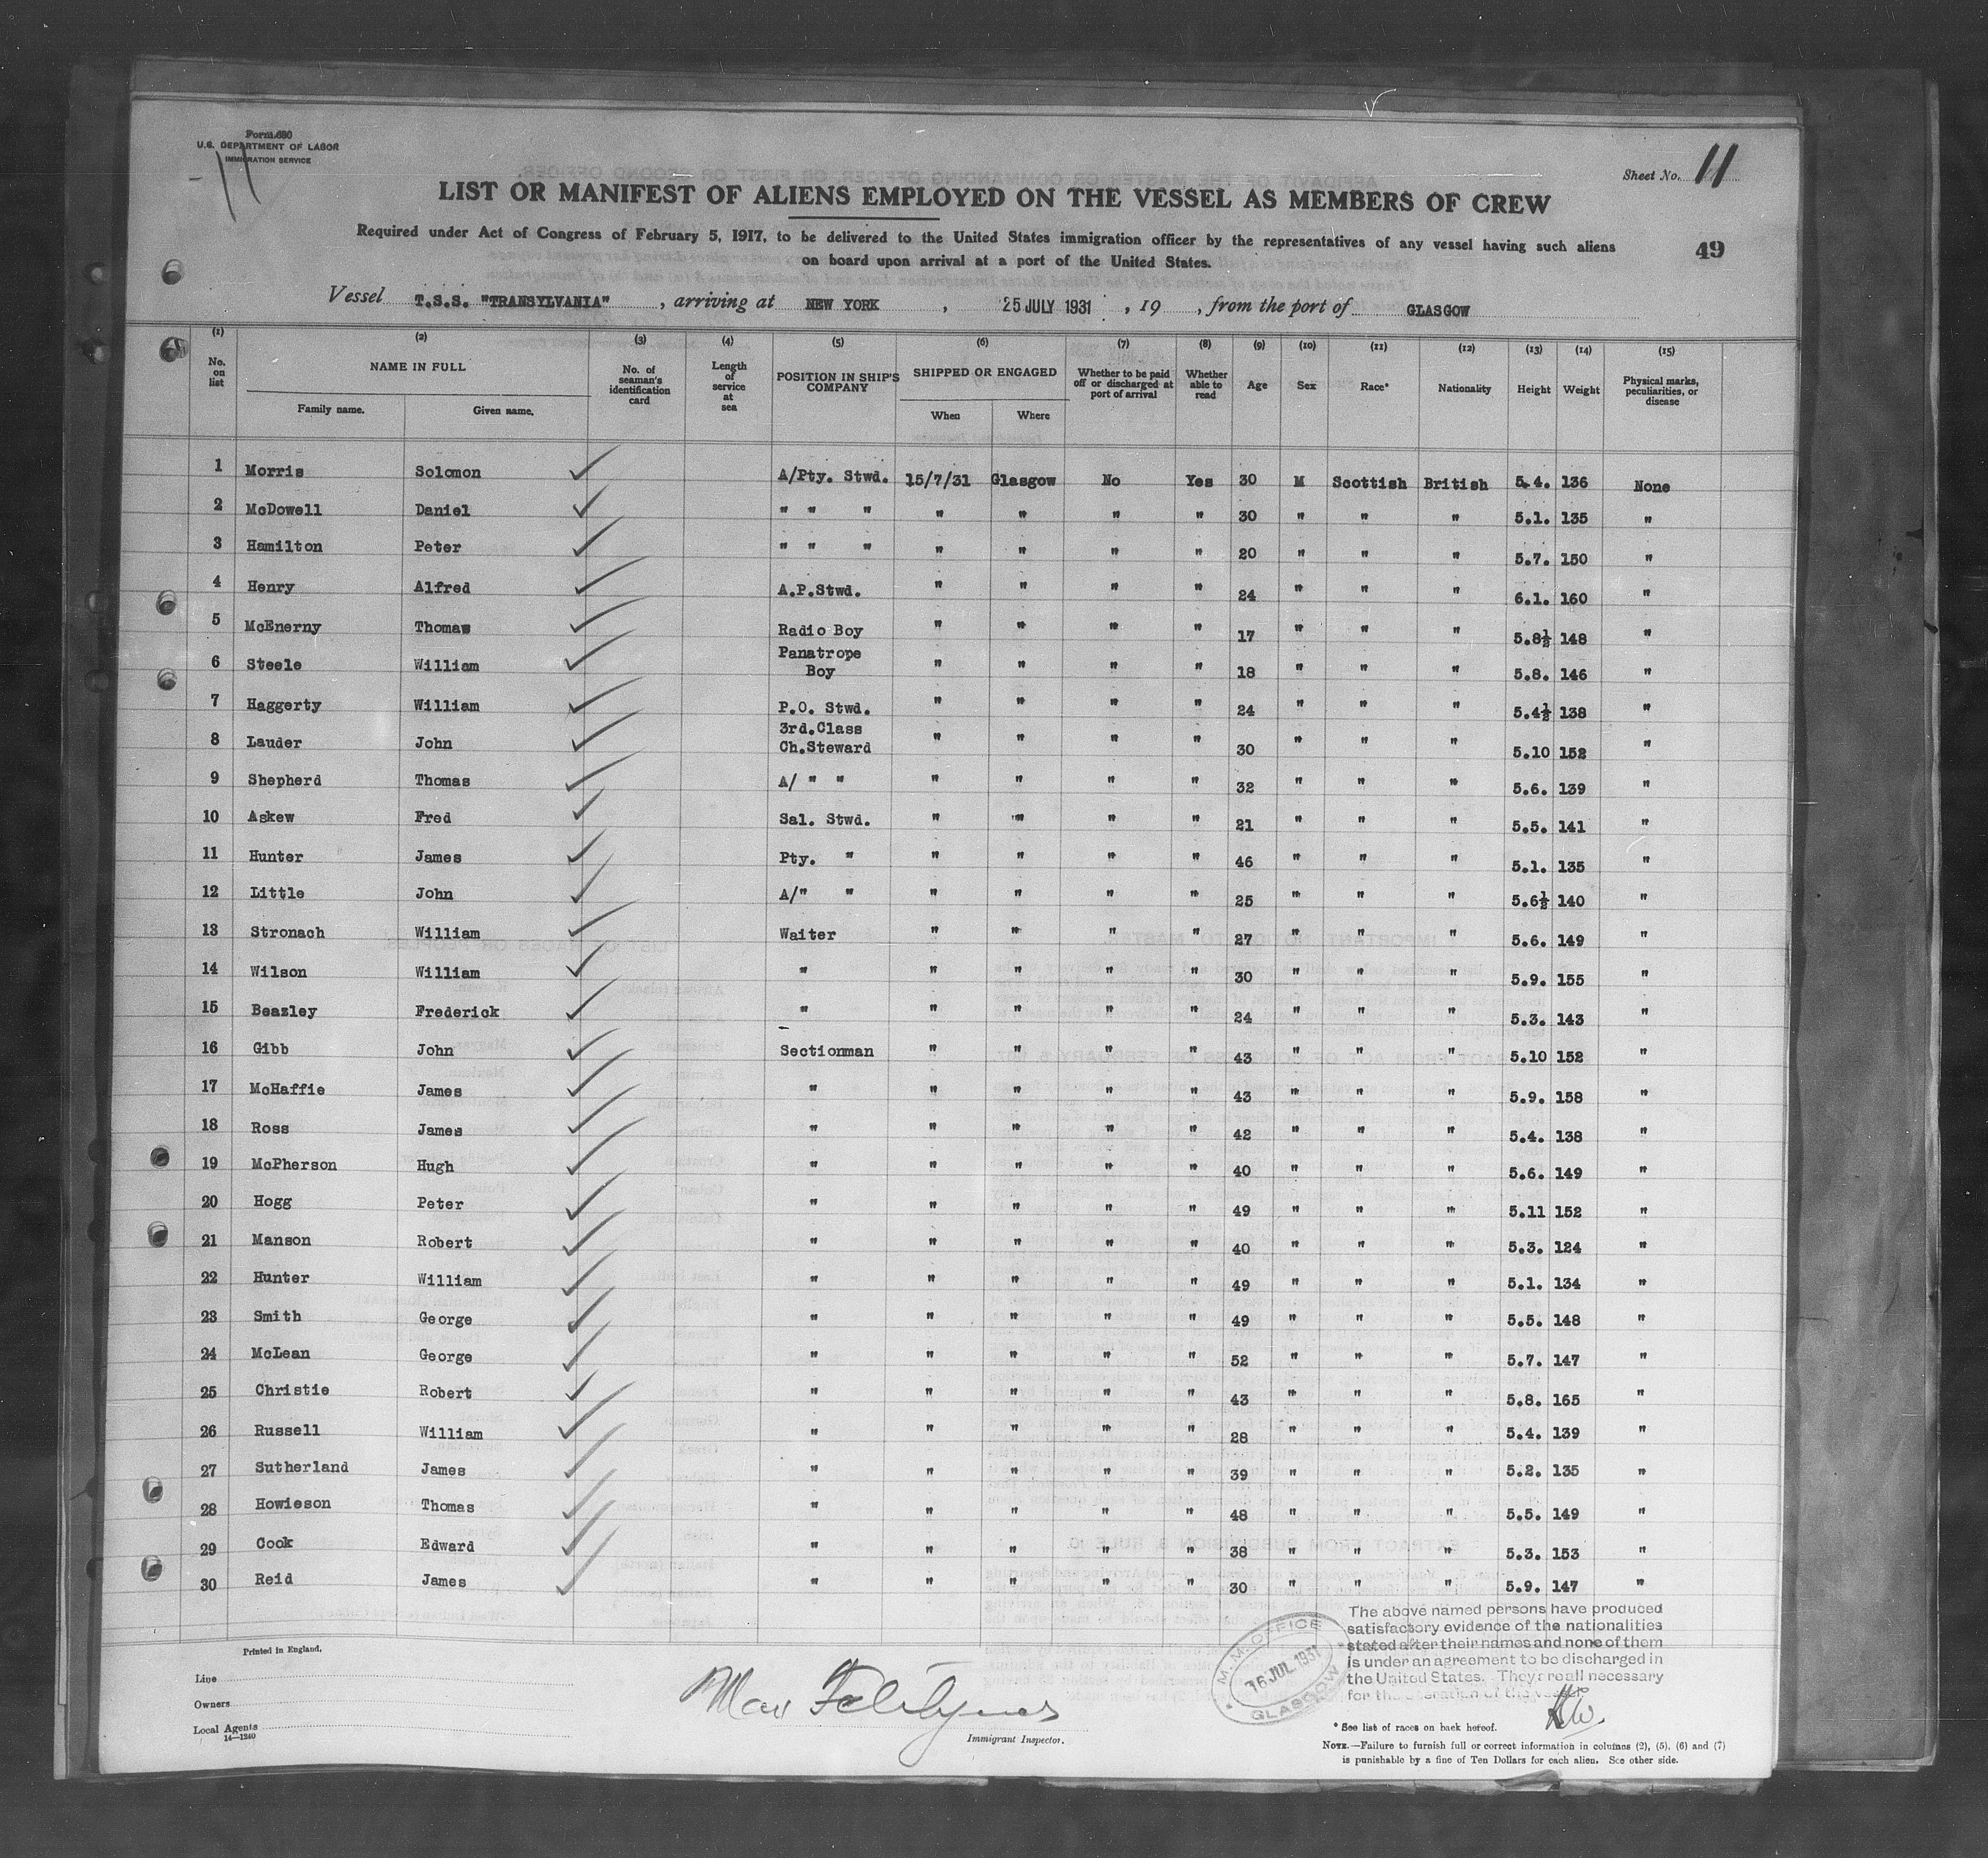 Form 680
U.S. DEPARTMENT OF LABOR
IMMIGRATION SERVICE
-11
Sheet No. 11
LIST OR MANIFEST OF ALIENS EMPLOYED ON THE VESSEL AS MEMBERS OF CREW
Required under Act of Congress of February 5, 1917, to be delivered to the United States immigration officer by the representatives of any vessel having such aliens
on board upon arrival at a port of the United States.
49
Vessel T.S.S. "TRANSYLVANIA", arriving at NEW YORK, 25 JULY 1931, 19 , from the port of GLASGOW
(1) No. on list (2) NAME IN FULL Family name. Given name. (3) No. of seaman's identification card (4) Length of service at sea (5) POSITION IN SHIP'S COMPANY (6) SHIPPED OR ENGAGED When Where (7) Whether to be paid off or discharged at port of arrival (8) Whether able to read (9) Age (10) Sex (11) Race* (12) Nationality (13) Height (14) Weight (15) Physical marks, peculiarities, or disease
1 Morris Solomon A/Pty. Stwd. 15/7/31 Glasgow No Yes 30 M Scottish British 5.4. 136 None
2 McDowell Daniel " " " " " " " 30 " " " 5.1. 135 "
3 Hamilton Peter " " " " " " " 20 " " " 5.7. 150 "
4 Henry Alfred A.P.Stwd. " " " " 24 " " " 6.1. 160 "
5 McEnerny Thomas Radio Boy " " " " 17 " " " 5.8½ 148 "
6 Steele William Panatrope Boy " " " " 18 " " " 5.8. 146 "
7 Haggerty William P.O. Stwd. " " " " 24 " " " 5.4½ 138 "
8 Lauder John 3rd.Class Ch.Steward " " " " 30 " " " 5.10 152 "
9 Shepherd Thomas A/ " " " " " " 32 " " " 5.6. 139 "
10 Askew Fred Sal. Stwd. " " " " 21 " " " 5.5. 141 "
11 Hunter James Pty. " " " " " 46 " " " 5.1. 135 "
12 Little John A/" " " " " " 25 " " " 5.6½ 140 "
13 Stronach William Waiter " " " " 27 " " " 5.6. 149 "
14 Wilson William " " " " " 30 " " " 5.9. 155 "
15 Beazley Frederick " " " " " 24 " " " 5.3. 143 "
16 Gibb John Sectionman " " " " 43 " " " 5.10 152 "
17 McHaffie James " " " " " 43 " " " 5.9. 158 "
18 Ross James " " " " " 42 " " " 5.4. 138 "
19 McPherson Hugh " " " " " 40 " " " 5.6. 149 "
20 Hogg Peter " " " " " 49 " " " 5.11 152 "
21 Manson Robert " " " " " 40 " " " 5.3. 124 "
22 Hunter William " " " " " 49 " " " 5.1. 134 "
23 Smith George " " " " " 49 " " " 5.5. 148 "
24 McLean George " " " " " 52 " " " 5.7. 147 "
25 Christie Robert " " " " " 43 " " " 5.8. 165 "
26 Russell William " " " " " 28 " " " 5.4. 139 "
27 Sutherland James " " " " " 39 " " " 5.2. 135 "
28 Howieson Thomas " " " " " 48 " " " 5.5. 149 "
29 Cook Edward " " " " " 38 " " " 5.3. 153 "
30 Reid James " " " " " 30 " " " 5.9. 147 "
Printed in England.
Line
Owners
Local Agents
14—1240
Immigrant Inspector.
M.M. OFFICE
16 JUL 1931
GLASGOW
The above named persons have produced
satisfactory evidence of the nationalities
stated after their names and none of them
is under an agreement to be discharged in
the United States. They r all necessary
for the operation of the vessel
* See list of races on back hereof.
NOTE.—Failure to furnish full or correct information in columns (2), (5), (6) and (7)
is punishable by a fine of Ten Dollars for each alien. See other side.